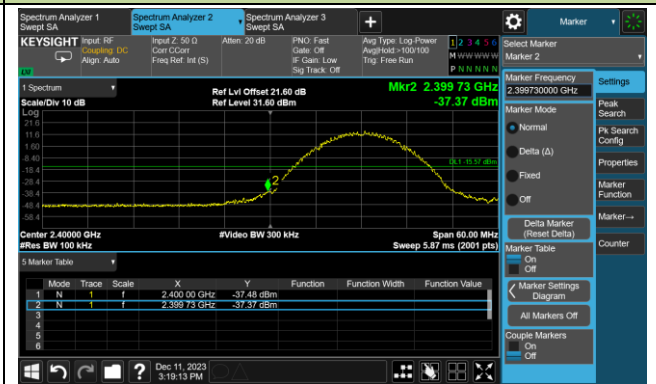 Spectrum Analyzer 1
Swept SA
Spectrum Analyzer 2
Swept SA
Spectrum Analyzer 3
Swept SA
+
Marker
KEYSIGHT
Input: RF
Coupling: DC
Align: Auto
Input Z: 50 Ω
Corr CCorr
Freq Ref: Int (S)
Atten: 20 dB
PNO: Fast
Gate: Off
IF Gain: Low
Sig Track: Off
Avg Type: Log-Power
Avg|Hold:>100/100
Trig: Free Run
1 2 3 4 5 6
M W W W W W
P N N N N N
Select Marker
Marker 2
LXI
1 Spectrum
Scale/Div 10 dB
Log
Ref Lvl Offset 21.60 dB
Ref Level 31.60 dBm
Mkr2 2.399 73 GHz
-37.37 dBm
21.6
11.6
1.60
-8.40
-18.4
-28.4
-38.4
-48.4
-58.4
DL1 -15.57 dBm
2
Center 2.40000 GHz
#Res BW 100 kHz
#Video BW 300 kHz
Span 60.00 MHz
Sweep 5.87 ms (2001 pts)
5 Marker Table
Mode Trace Scale X Y Function Function Width Function Value
1 N 1 f 2.400 00 GHz -37.48 dBm
2 N 1 f 2.399 73 GHz -37.37 dBm
3
4
5
6
Marker Frequency
2.399730000 GHz
Marker Mode
Normal
Delta (Δ)
Fixed
Off
Delta Marker
(Reset Delta)
Marker Table
On
Off
Marker Settings
Diagram
All Markers Off
Couple Markers
On
Off
Settings
Peak
Search
Pk Search
Config
Properties
Marker
Function
Marker→
Counter
?
Dec 11, 2023
3:19:13 PM